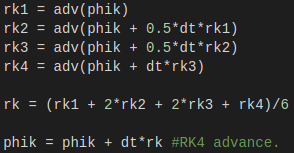 rk1 = adv(phik)
rk2 = adv(phik + 0.5*dt*rk1)
rk3 = adv(phik + 0.5*dt*rk2)
rk4 = adv(phik + dt*rk3)

rk = (rk1 + 2*rk2 + 2*rk3 + rk4)/6

phik = phik + dt*rk #RK4 advance.